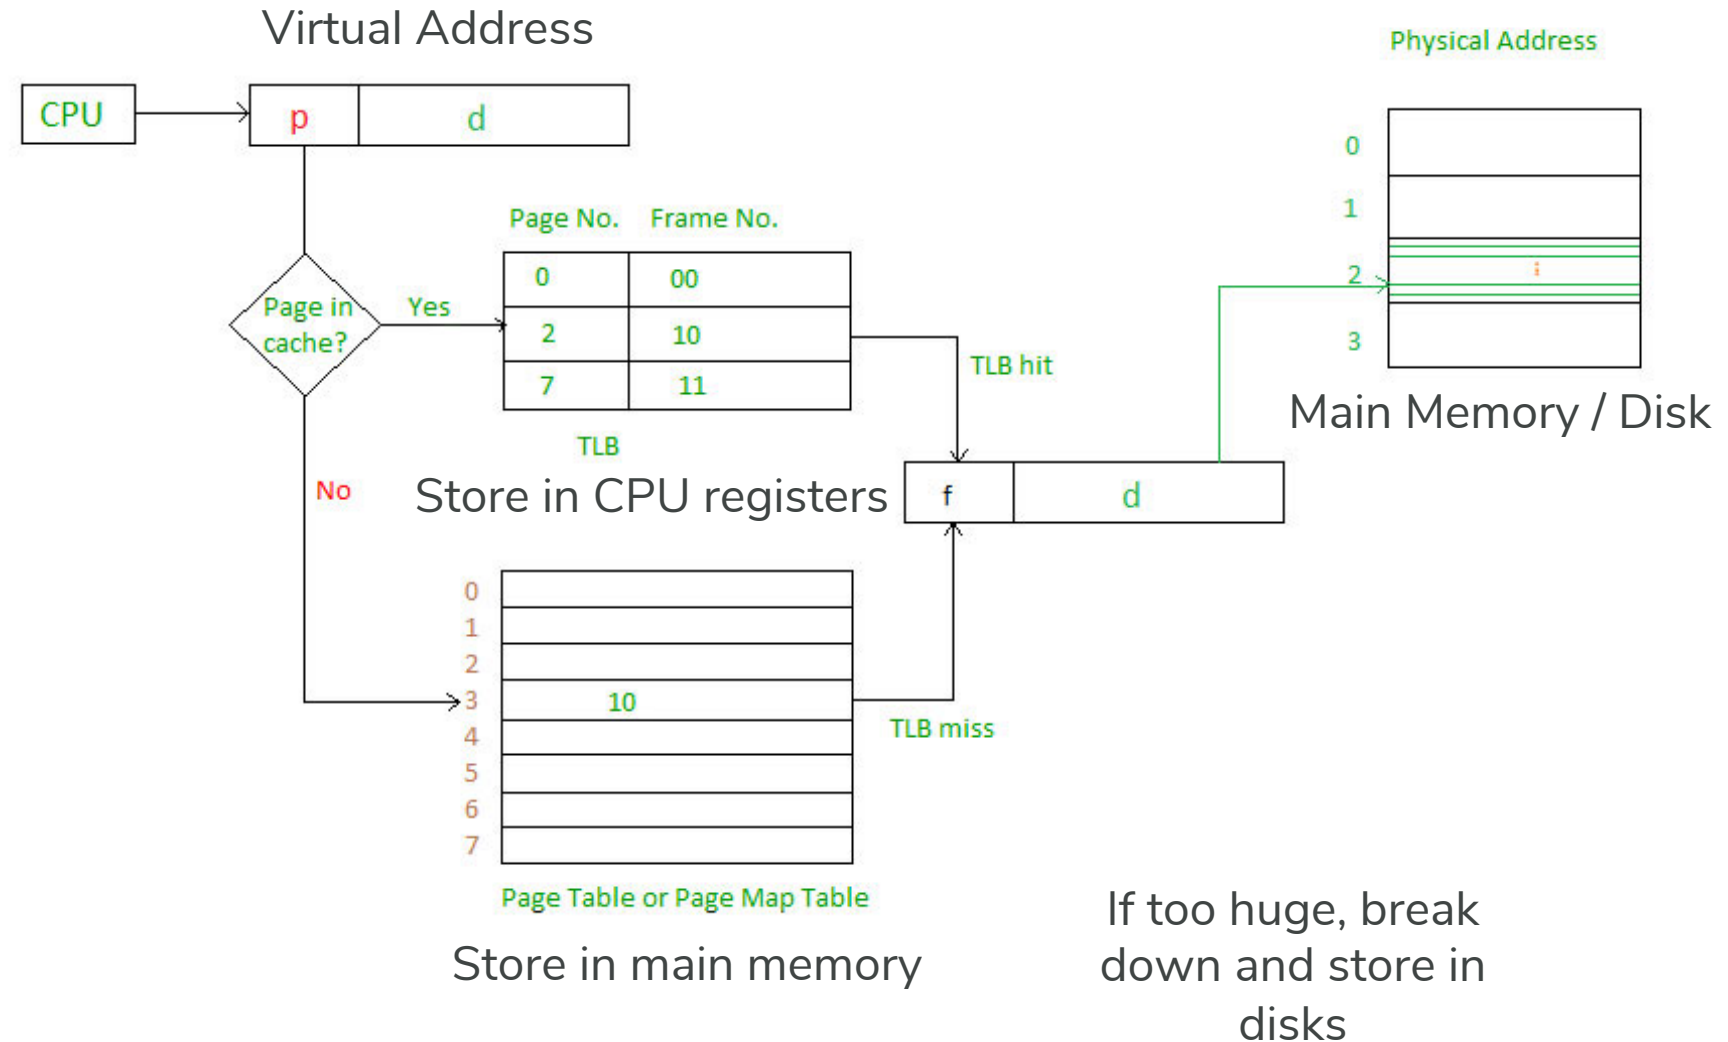 Virtual Address
Physical Address
CPU
p
d
0
1
2
3
Main Memory / Disk
Page No.
Frame No.
0
00
2
10
7
11
TLB
Page in
cache?
Yes
No
TLB hit
Store in CPU registers
f
d
0
1
2
3
4
5
6
7
10
TLB miss
Page Table or Page Map Table
Store in main memory
If too huge, break
down and store in
disks